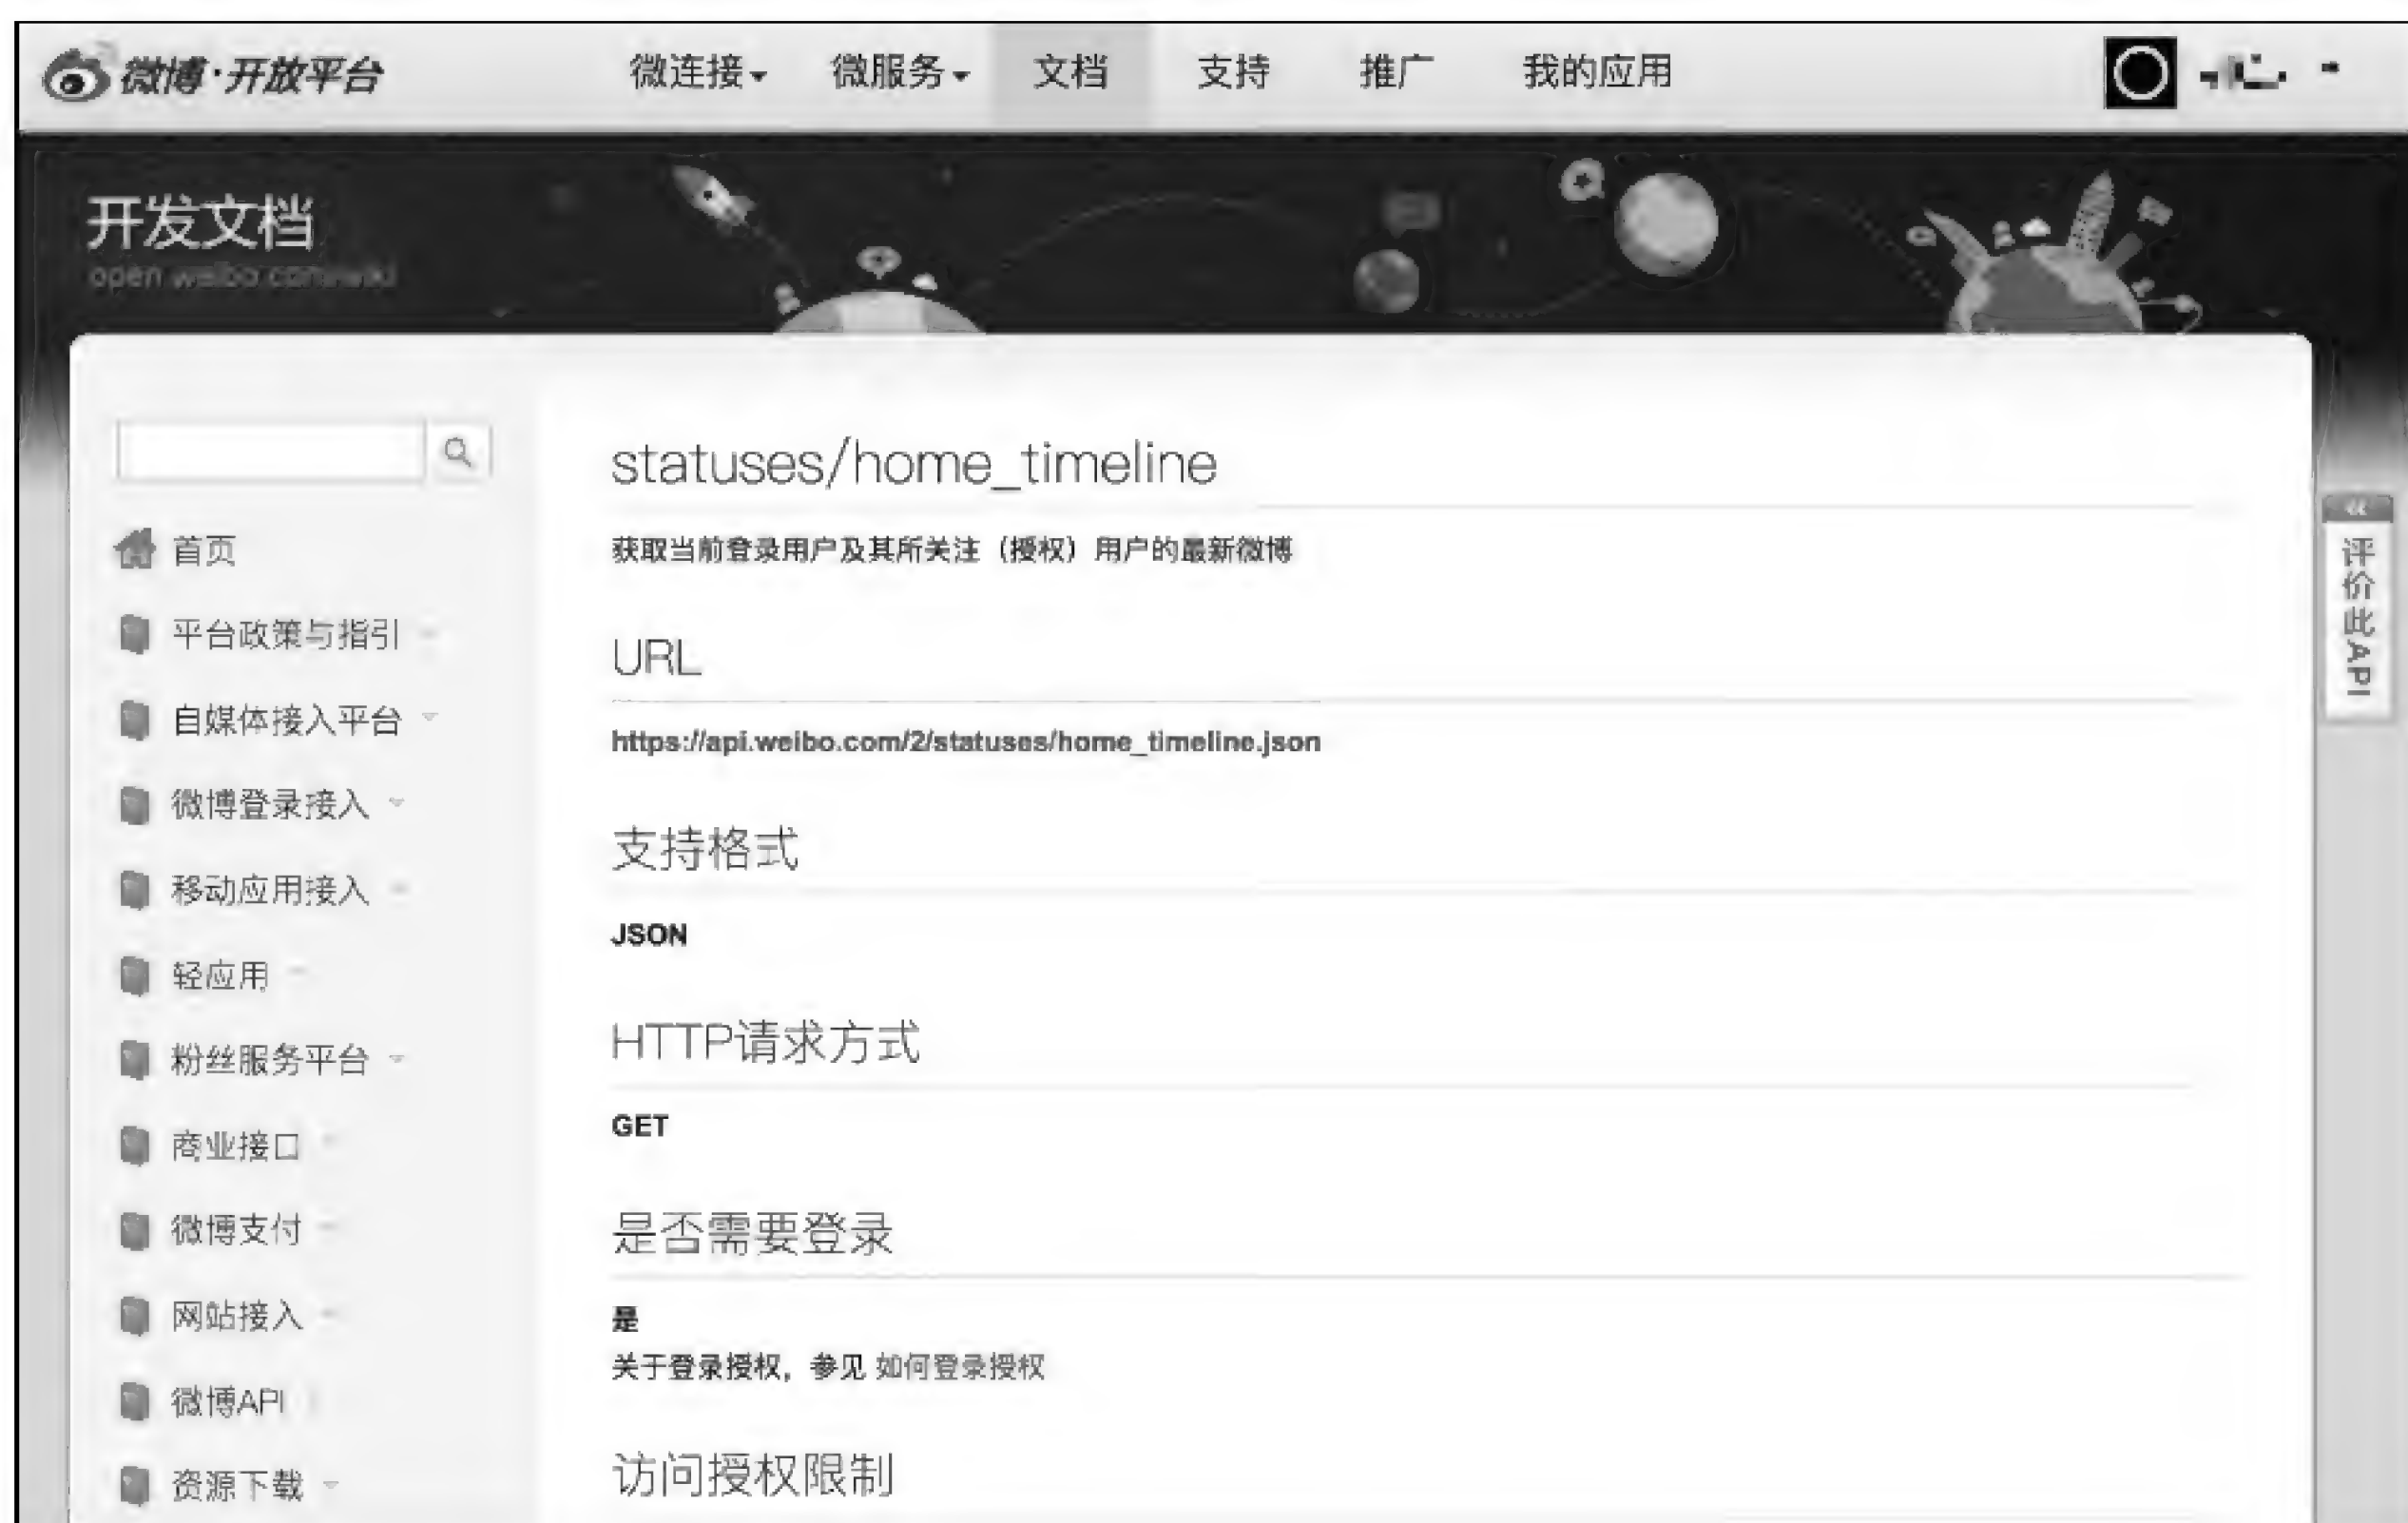 微博·开放平台
微连接 微服务 文档 支持 推广 我的应用
开发文档
open.weibo.com/wiki
statuses/home_timeline
获取当前登录用户及其所关注（授权）用户的最新微博
URL
https://api.weibo.com/2/statuses/home_timeline.json
支持格式
JSON
HTTP请求方式
GET
是否需要登录
是
关于登录授权，参见 如何登录授权
访问授权限制
首页
平台政策与指引
自媒体接入平台
微博登录接入
移动应用接入
轻应用
粉丝服务平台
商业接口
微博支付
网站接入
微博API
资源下载
评价此API